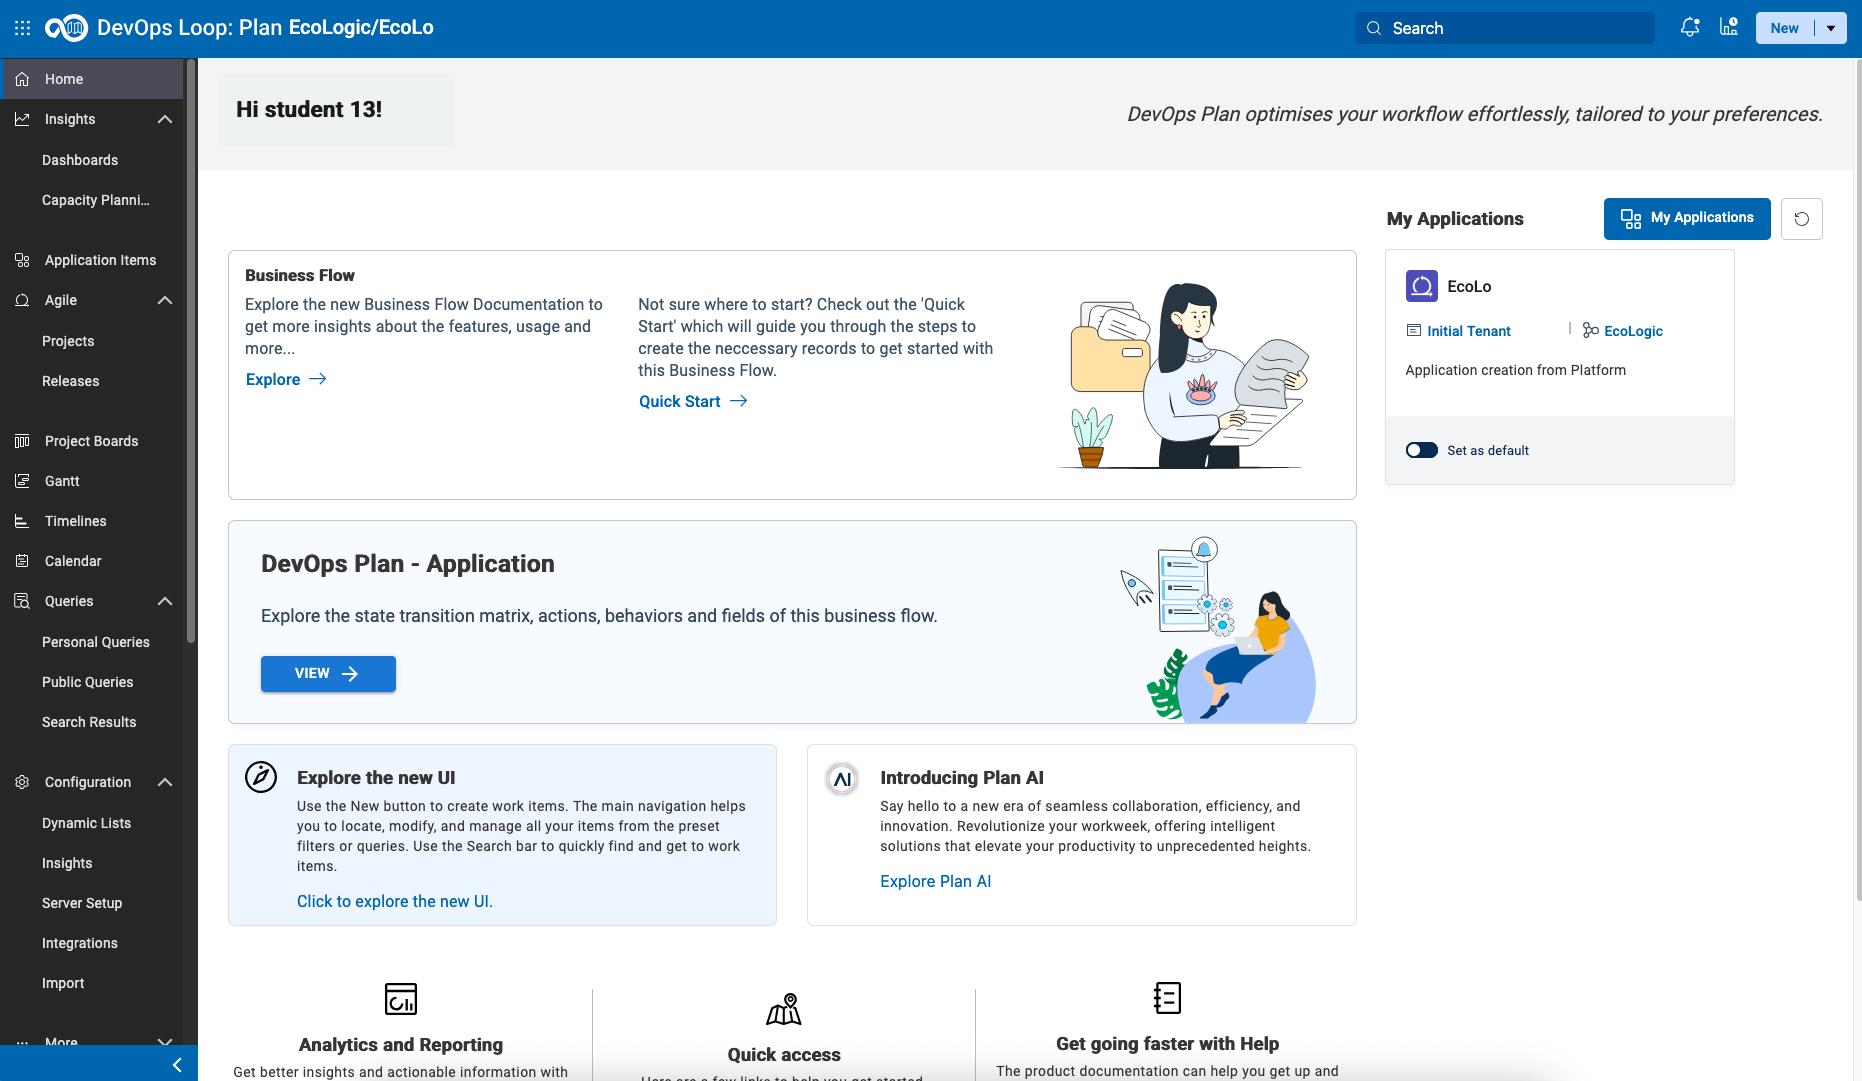 DevOps Loop: Plan EcoLogic/EcoLo
Search
New
Home
Insights
Dashboards
Capacity Planni...
Application Items
Agile
Projects
Releases
Project Boards
Gantt
Timelines
Calendar
Queries
Personal Queries
Public Queries
Search Results
Configuration
Dynamic Lists
Insights
Server Setup
Integrations
Import
More
Hi student 13!
DevOps Plan optimises your workflow effortlessly, tailored to your preferences.
Business Flow
Explore the new Business Flow Documentation to
get more insights about the features, usage and
more...
Explore
Not sure where to start? Check out the 'Quick
Start' which will guide you through the steps to
create the neccessary records to get started with
this Business Flow.
Quick Start
My Applications
My Applications
EcoLo
Initial Tenant
EcoLogic
Application creation from Platform
Set as default
DevOps Plan - Application
Explore the state transition matrix, actions, behaviors and fields of this business flow.
VIEW
Explore the new UI
Use the New button to create work items. The main navigation helps
you to locate, modify, and manage all your items from the preset
filters or queries. Use the Search bar to quickly find and get to work
items.
Click to explore the new UI.
AI
Introducing Plan AI
Say hello to a new era of seamless collaboration, efficiency, and
innovation. Revolutionize your workweek, offering intelligent
solutions that elevate your productivity to unprecedented heights.
Explore Plan AI
Analytics and Reporting
Get better insights and actionable information with
Quick access
Here are a few links to help you get started
Get going faster with Help
The product documentation can help you get up and